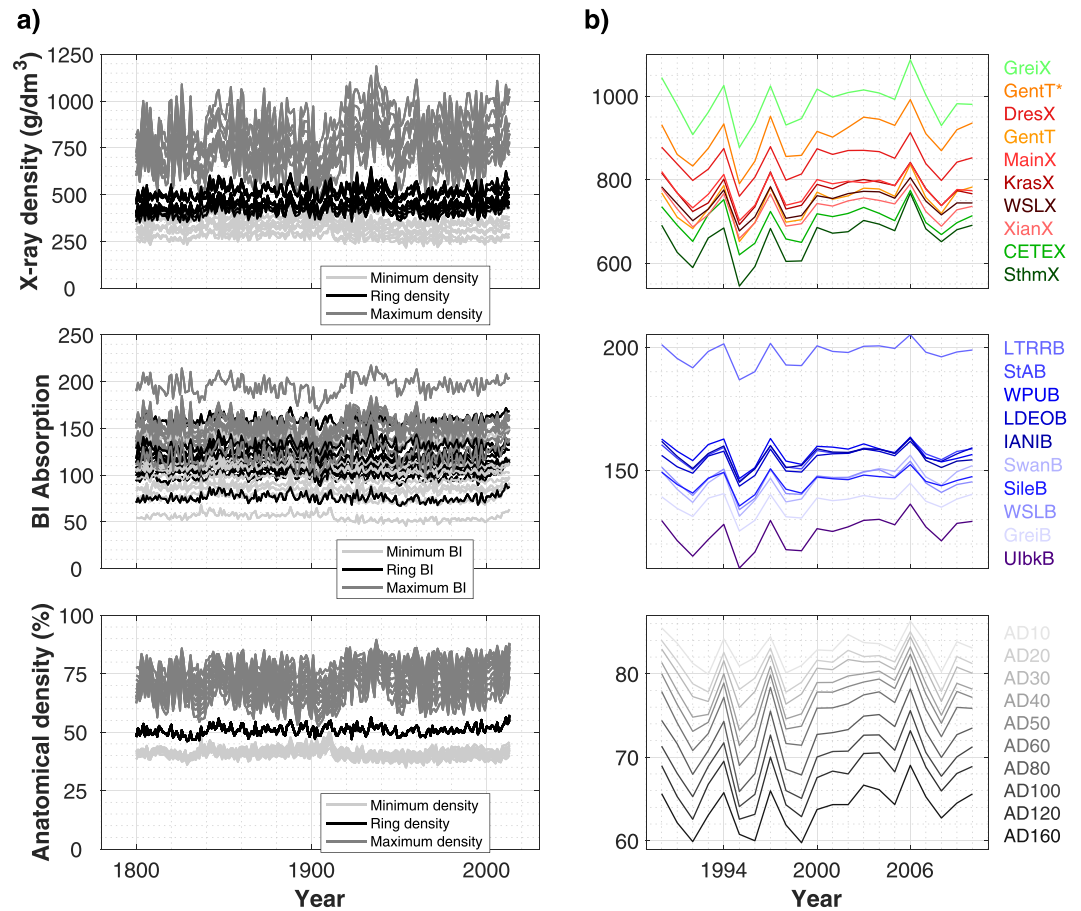 a)
X-ray density (g/dm3)
1250
1000
750
500
250
0
Minimum density
Ring density
Maximum density
BI Absorption
250
200
150
100
50
0
Minimum BI
Ring BI
Maximum BI
Anatomical density (%)
100
75
50
25
0
Minimum density
Ring density
Maximum density
1800
1900
2000
Year
b)
1000
800
600
GreiX
GentT*
DresX
GentT
MainX
KrasX
WSLX
XianX
CETEX
SthmX
200
150
LTRRB
StAB
WPUB
LDEOB
IANIB
SwanB
SileB
WSLB
GreiB
UIbkB
80
70
60
AD10
AD20
AD30
AD40
AD50
AD60
AD80
AD100
AD120
AD160
1994
2000
2006
Year